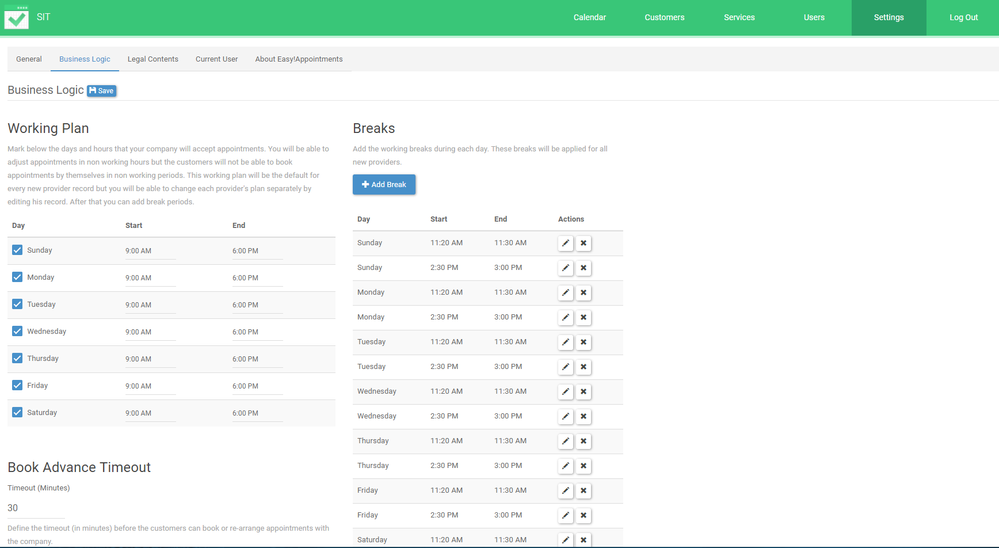 SIT
Calendar
Customers
Services
Users
Settings
Log Out
General
Business Logic
Legal Contents
Current User
About Easy!Appointments
Business Logic
Save
Working Plan
Mark below the days and hours that your company will accept appointments. You will be able to
adjust appointments in non working hours but the customers will not be able to book
appointments by themselves in non working periods. This working plan will be the default for
every new provider record but you will be able to change each provider's plan separately by
editing his record. After that you can add break periods.
Day Start End
Sunday 9:00 AM 6:00 PM
Monday 9:00 AM 6:00 PM
Tuesday 9:00 AM 6:00 PM
Wednesday 9:00 AM 6:00 PM
Thursday 9:00 AM 6:00 PM
Friday 9:00 AM 6:00 PM
Saturday 9:00 AM 6:00 PM
Book Advance Timeout
Timeout (Minutes)
30
Define the timeout (in minutes) before the customers can book or re-arrange appointments with
the company.
Breaks
Add the working breaks during each day. These breaks will be applied for all
new providers.
Add Break
Day Start End Actions
Sunday 11:20 AM 11:30 AM
Sunday 2:30 PM 3:00 PM
Monday 11:20 AM 11:30 AM
Monday 2:30 PM 3:00 PM
Tuesday 11:20 AM 11:30 AM
Tuesday 2:30 PM 3:00 PM
Wednesday 11:20 AM 11:30 AM
Wednesday 2:30 PM 3:00 PM
Thursday 11:20 AM 11:30 AM
Thursday 2:30 PM 3:00 PM
Friday 11:20 AM 11:30 AM
Friday 2:30 PM 3:00 PM
Saturday 11:20 AM 11:30 AM